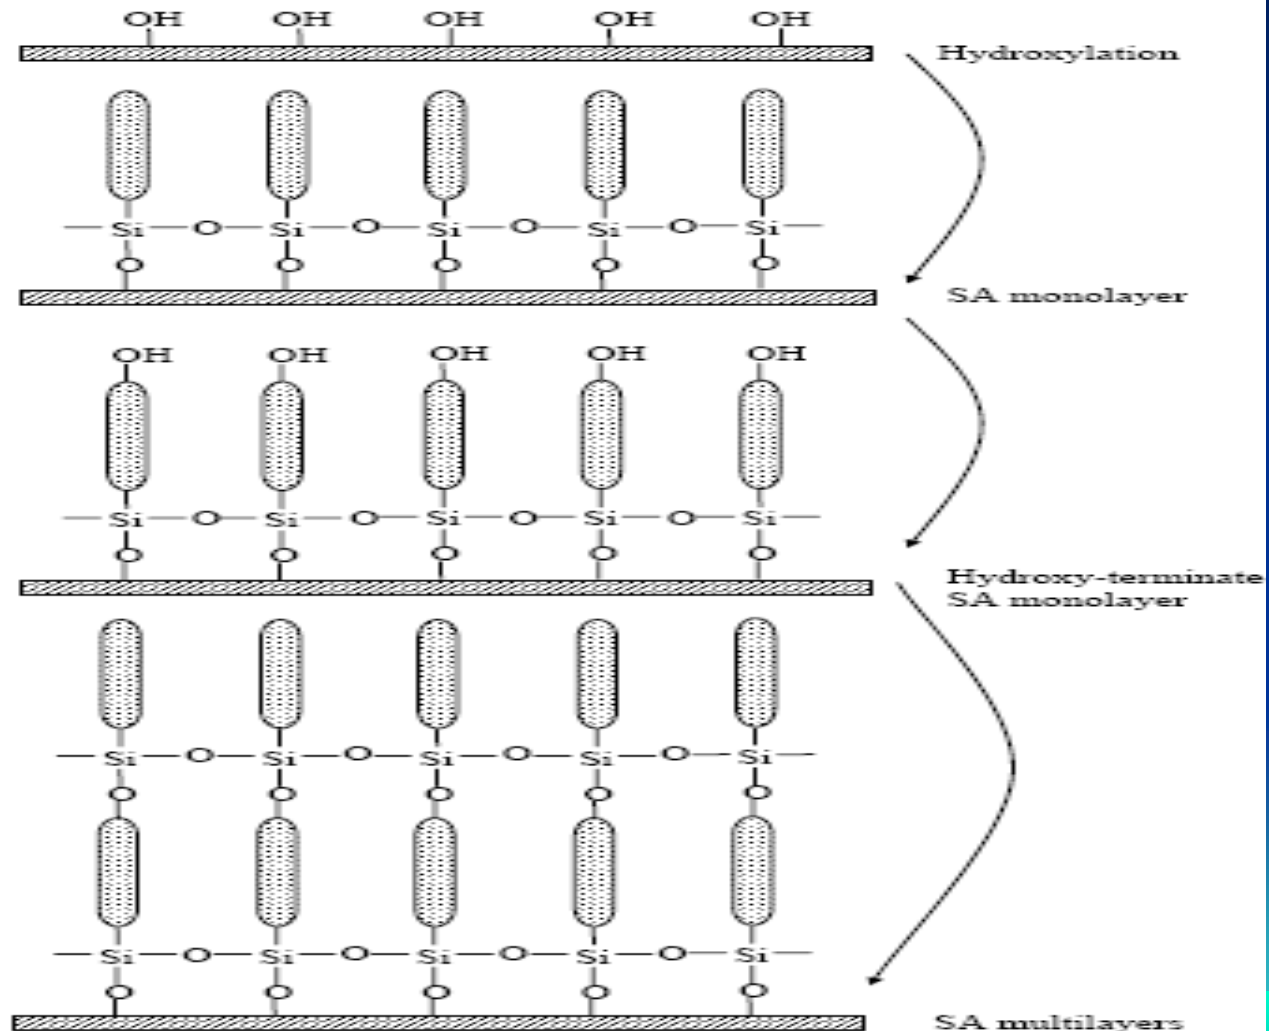 OH OH OH OH OH
Hydroxylation
Si O Si O Si O Si O Si
O O O O O
SA monolayer
OH OH OH OH OH
Si O Si O Si O Si O Si
O O O O O
Hydroxy-terminate
SA monolayer
Si O Si O Si O Si O Si
O O O O O
Si O Si O Si O Si O Si
O O O O O
SA multilayers